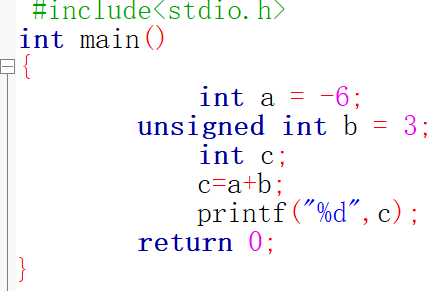 #include<stdio.h>
int main()
{
int a = -6;
unsigned int b = 3;
int c;
c=a+b;
printf("%d",c);
return 0;
}